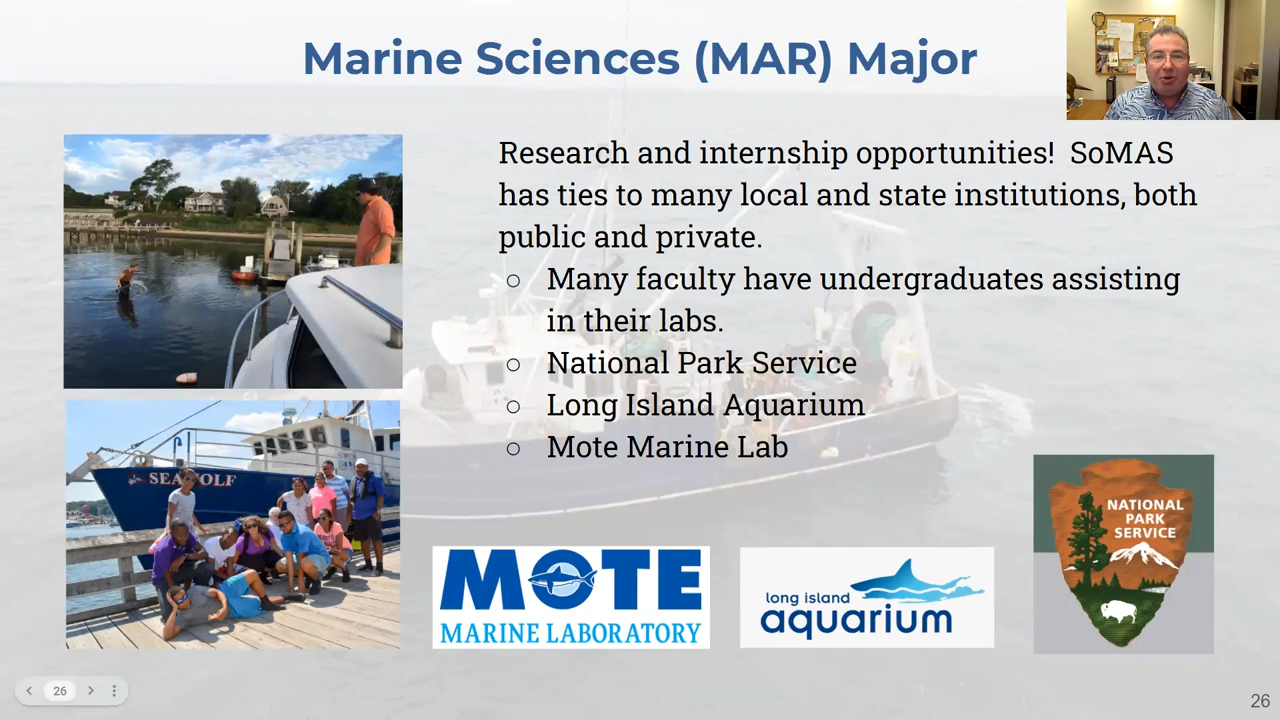 Marine Sciences (MAR) Major
Research and internship opportunities!  SoMAS
has ties to many local and state institutions, both
public and private.
○ Many faculty have undergraduates assisting
in their labs.
○ National Park Service
○ Long Island Aquarium
○ Mote Marine Lab
SEAWOLF
MOTE
MARINE LABORATORY
long island
aquarium
NATIONAL
PARK
SERVICE
26
26